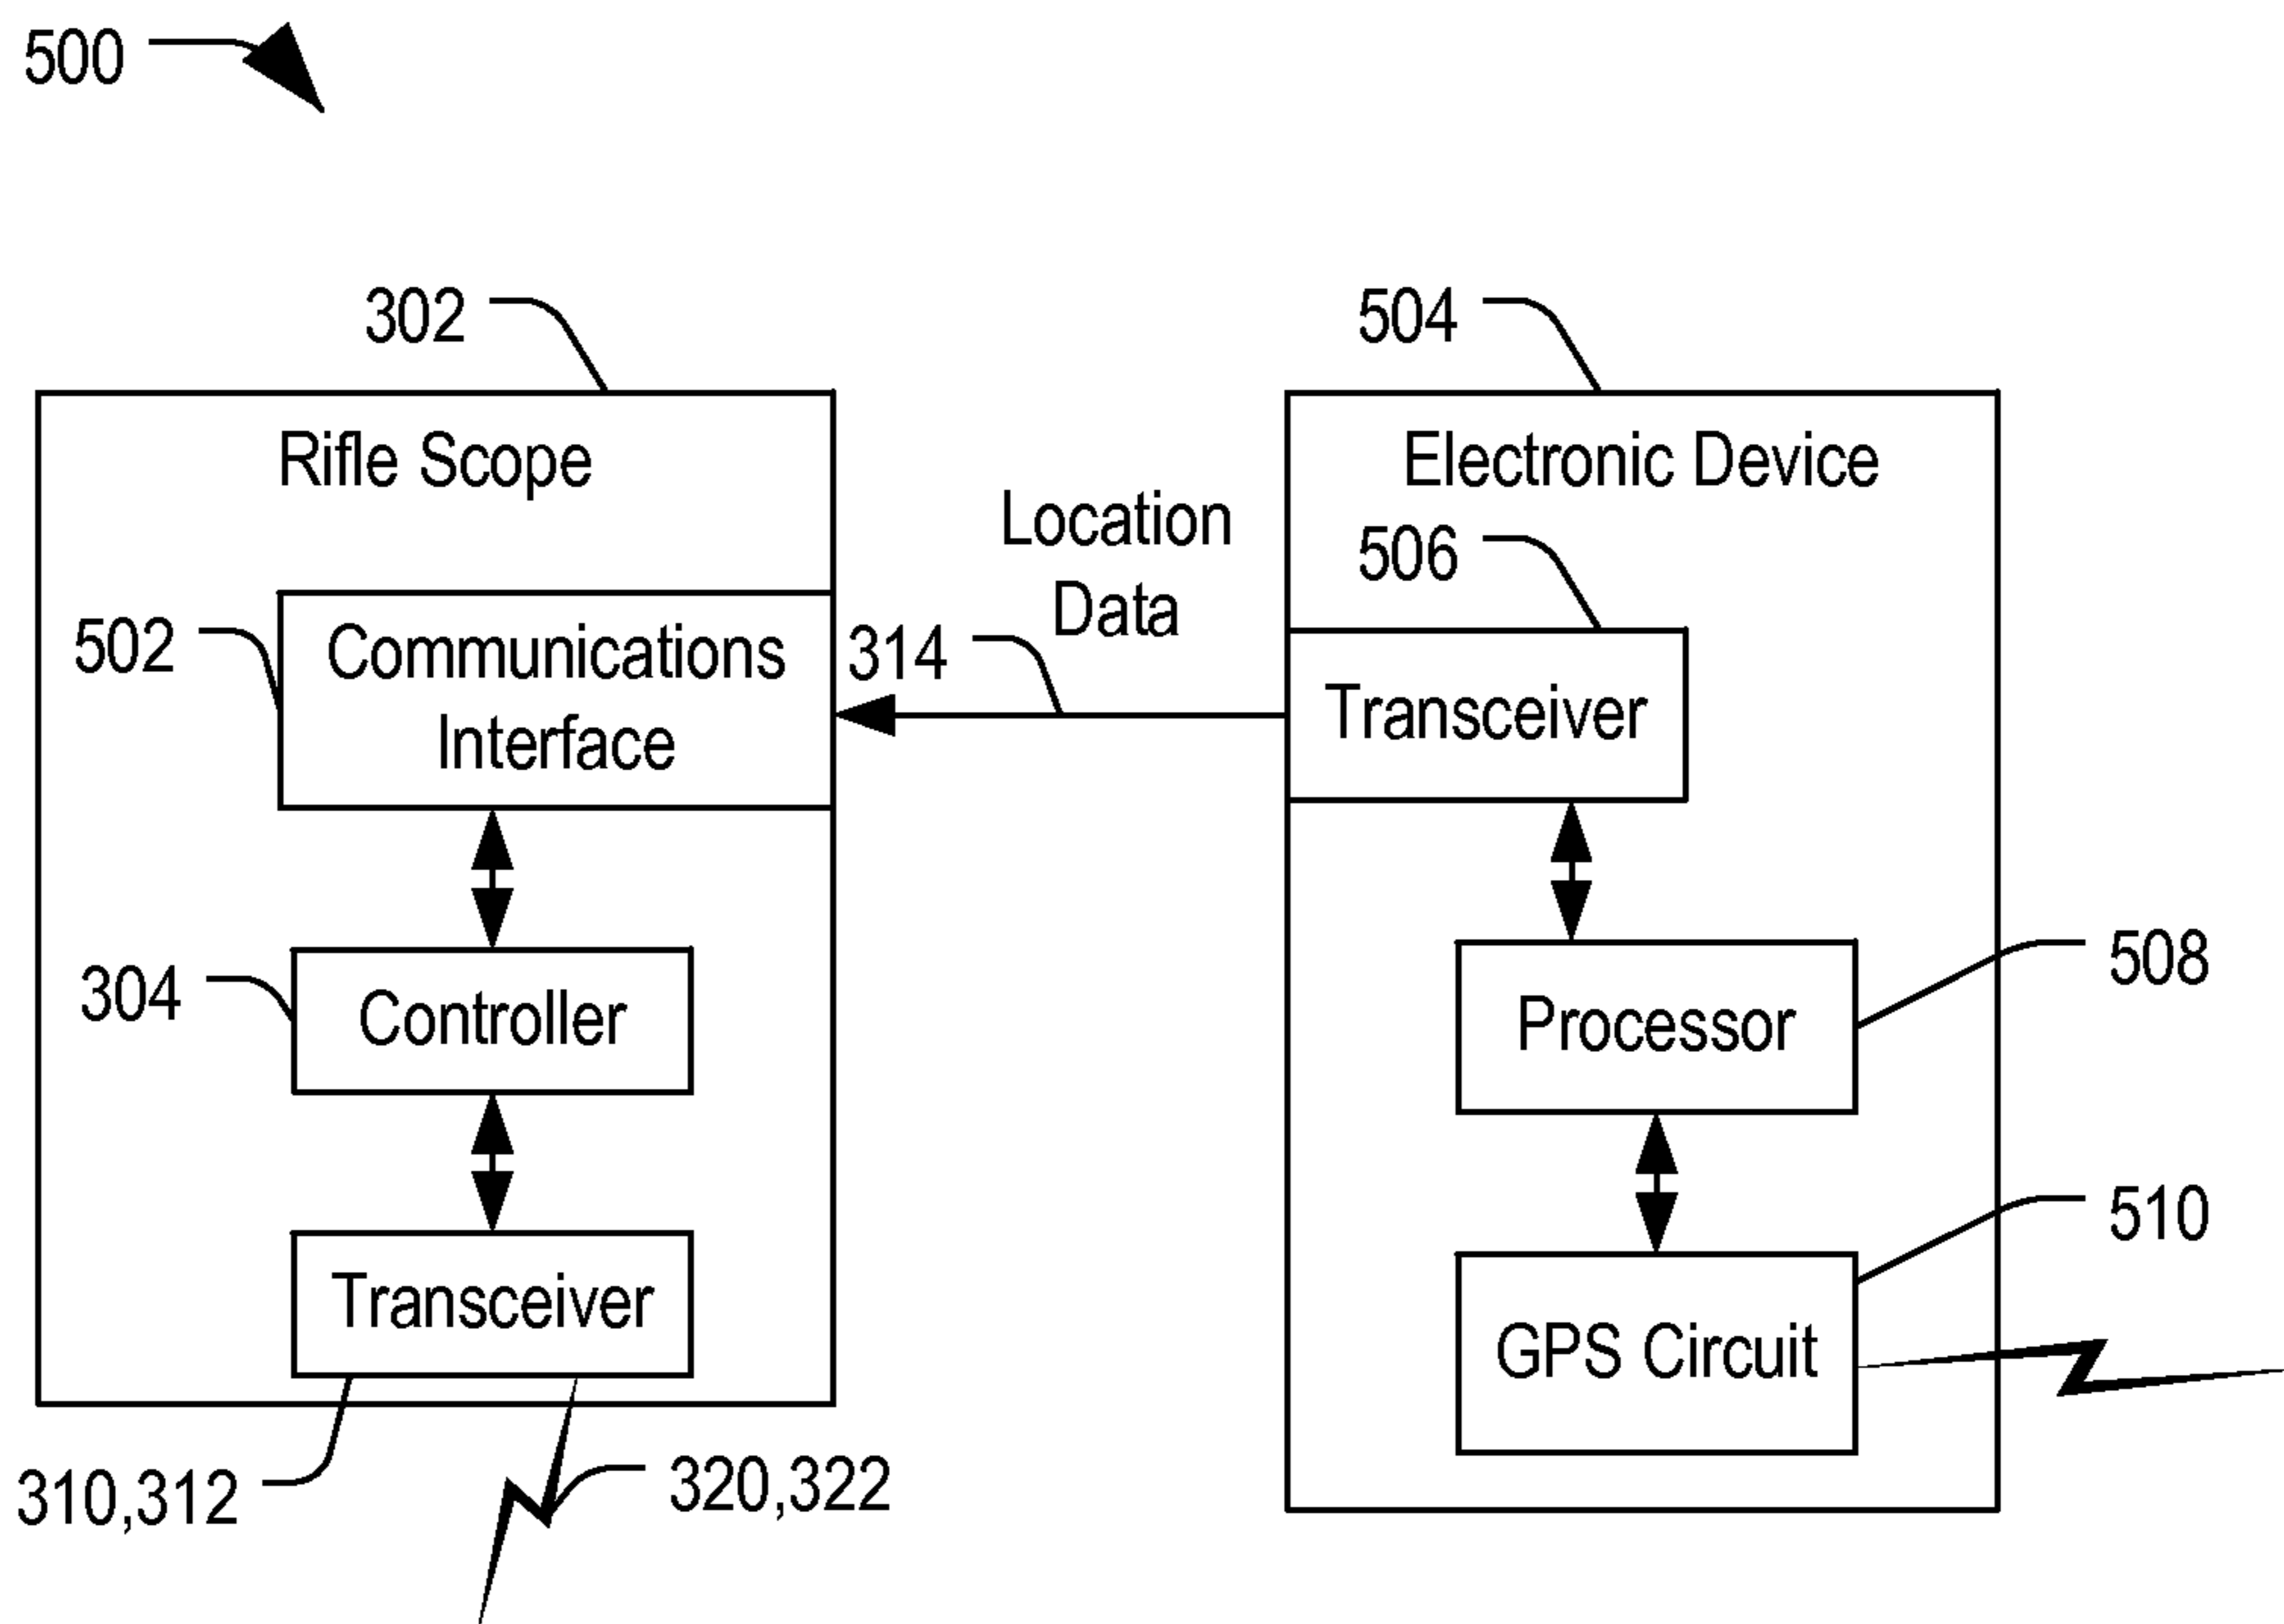 500
302
504
Rifle Scope
Electronic Device
Location
Data
506
502
Communications
Interface
314
Transceiver
304
Controller
Processor
508
510
Transceiver
GPS Circuit
310,312
320,322